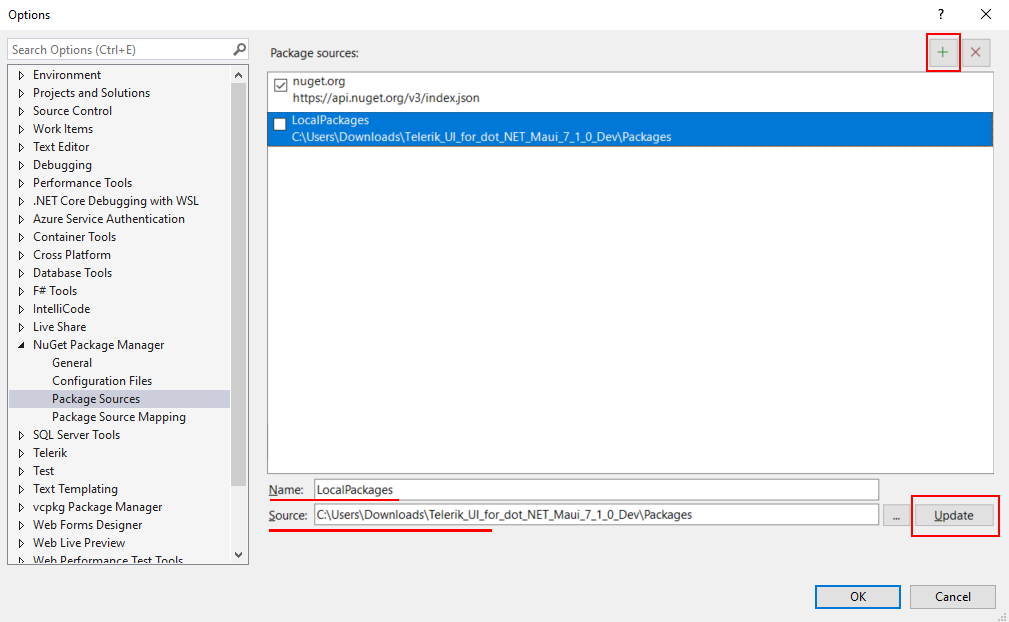 Options
?
Search Options (Ctrl+E)
Environment
Projects and Solutions
Source Control
Work Items
Text Editor
Debugging
Performance Tools
.NET Core Debugging with WSL
Azure Service Authentication
Container Tools
Cross Platform
Database Tools
F# Tools
IntelliCode
Live Share
NuGet Package Manager
General
Configuration Files
Package Sources
Package Source Mapping
SQL Server Tools
Telerik
Test
Text Templating
vcpkg Package Manager
Web Forms Designer
Web Live Preview
Web Performance Test Tools
Package sources:
nuget.org
https://api.nuget.org/v3/index.json
LocalPackages
C:\Users\Downloads\Telerik_UI_for_dot_NET_Maui_7_1_0_Dev\Packages
Name: LocalPackages
Source: C:\Users\Downloads\Telerik_UI_for_dot_NET_Maui_7_1_0_Dev\Packages ... Update
OK Cancel